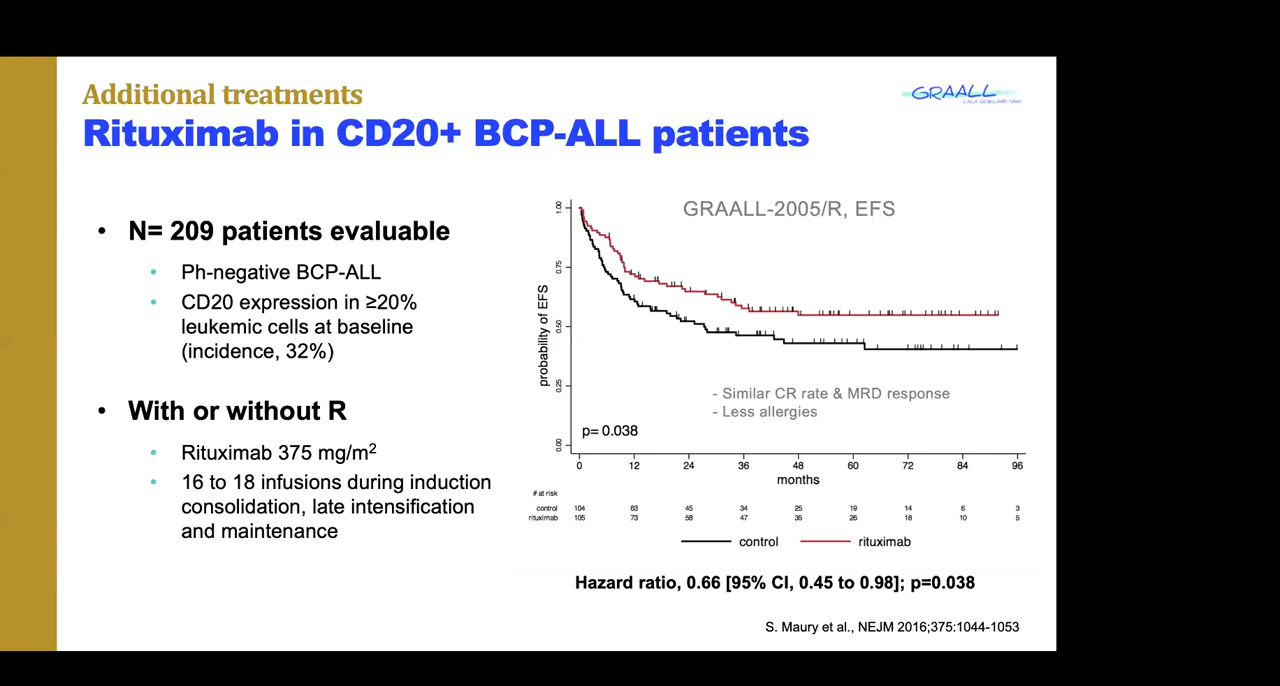 Additional treatments
Rituximab in CD20+ BCP-ALL patients
GRAALL
• N= 209 patients evaluable
• Ph-negative BCP-ALL
• CD20 expression in ≥20%
leukemic cells at baseline
(incidence, 32%)
• With or without R
• Rituximab 375 mg/m²
• 16 to 18 infusions during induction
consolidation, late intensification
and maintenance
GRAALL-2005/R, EFS
probability of EFS
1.00
0.75
0.50
0.25
0.00
- Similar CR rate & MRD response
- Less allergies
p= 0.038
0 12 24 36 48 60 72 84 96
months
# at risk
control 104 63 45 34 25 19 14 6 3
rituximab 105 73 58 47 35 26 18 10 5
control rituximab
Hazard ratio, 0.66 [95% CI, 0.45 to 0.98]; p=0.038
S. Maury et al., NEJM 2016;375:1044-1053